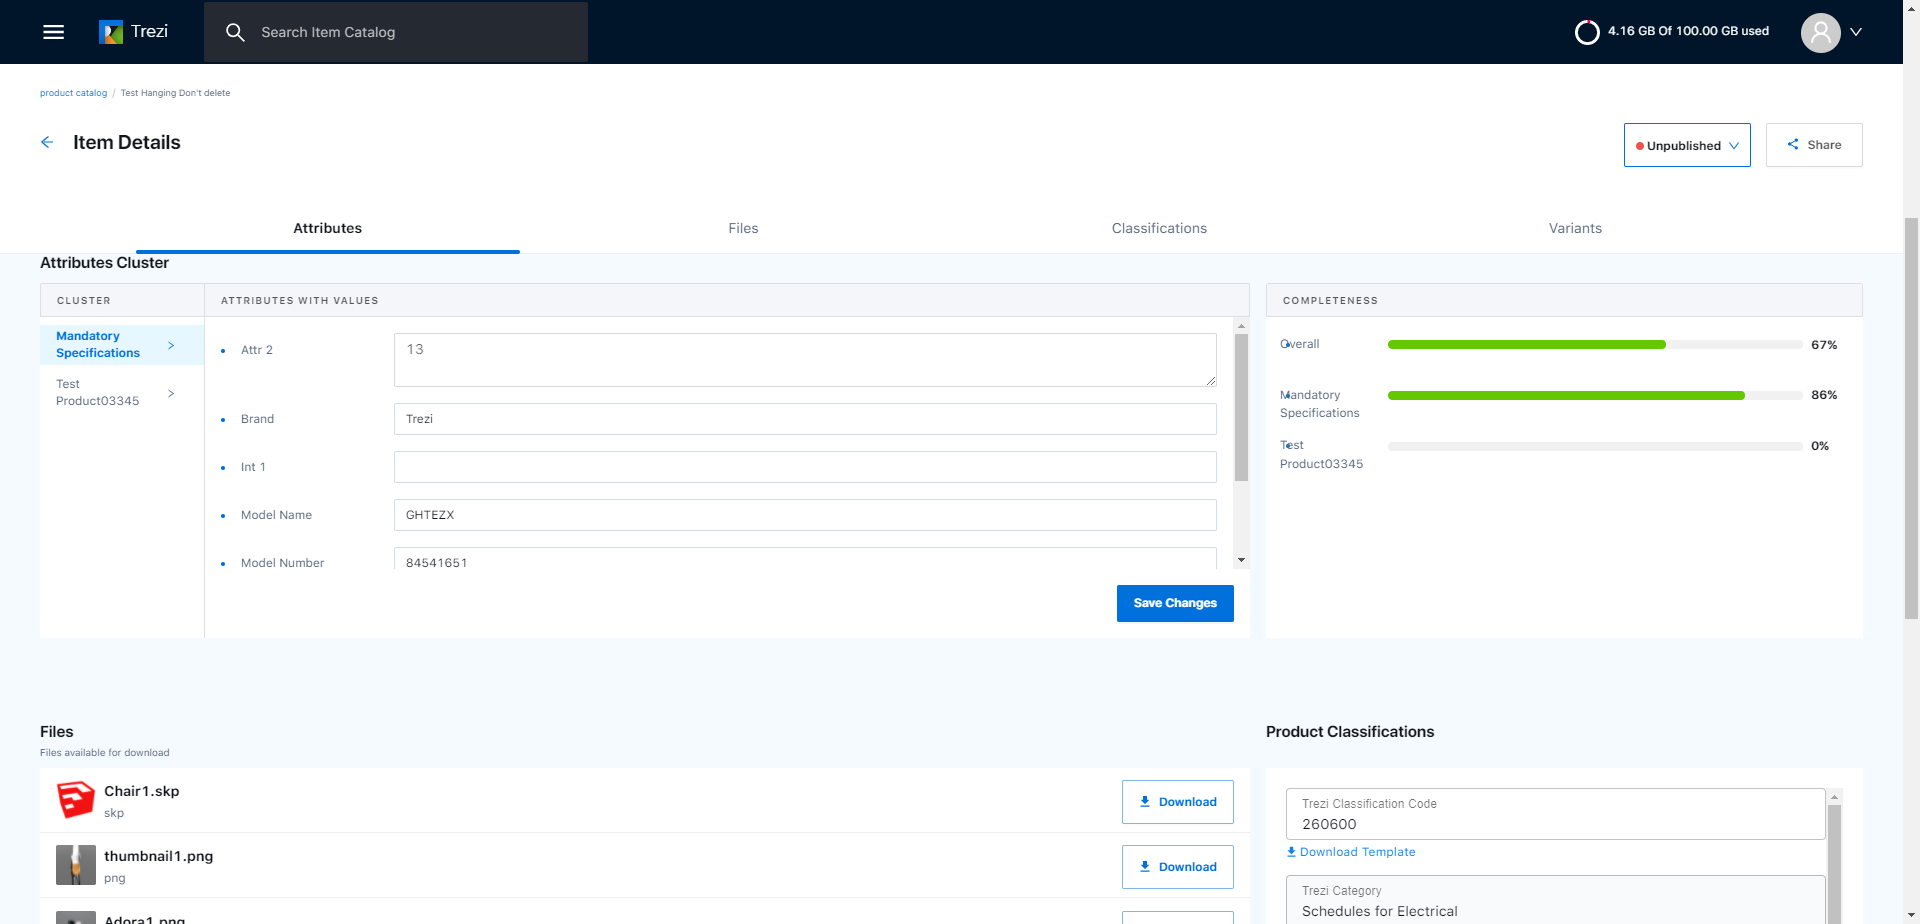 Trezi
Search Item Catalog
4.16 GB Of 100.00 GB used
product catalog / Test Hanging Don't delete
Item Details
Unpublished
Share
Attributes
Files
Classifications
Variants
Attributes Cluster
CLUSTER
ATTRIBUTES WITH VALUES
Mandatory
Specifications
Test
Product03345
Attr 2
13
Brand
Trezi
Int 1
Model Name
GHTEZX
Model Number
84541651
Save Changes
COMPLETENESS
Overall
67%
Mandatory
Specifications
86%
Test
Product03345
0%
Files
Files available for download
Chair1.skp
skp
Download
thumbnail1.png
png
Download
Adora1.png
Product Classifications
Trezi Classification Code
260600
Download Template
Trezi Category
Schedules for Electrical